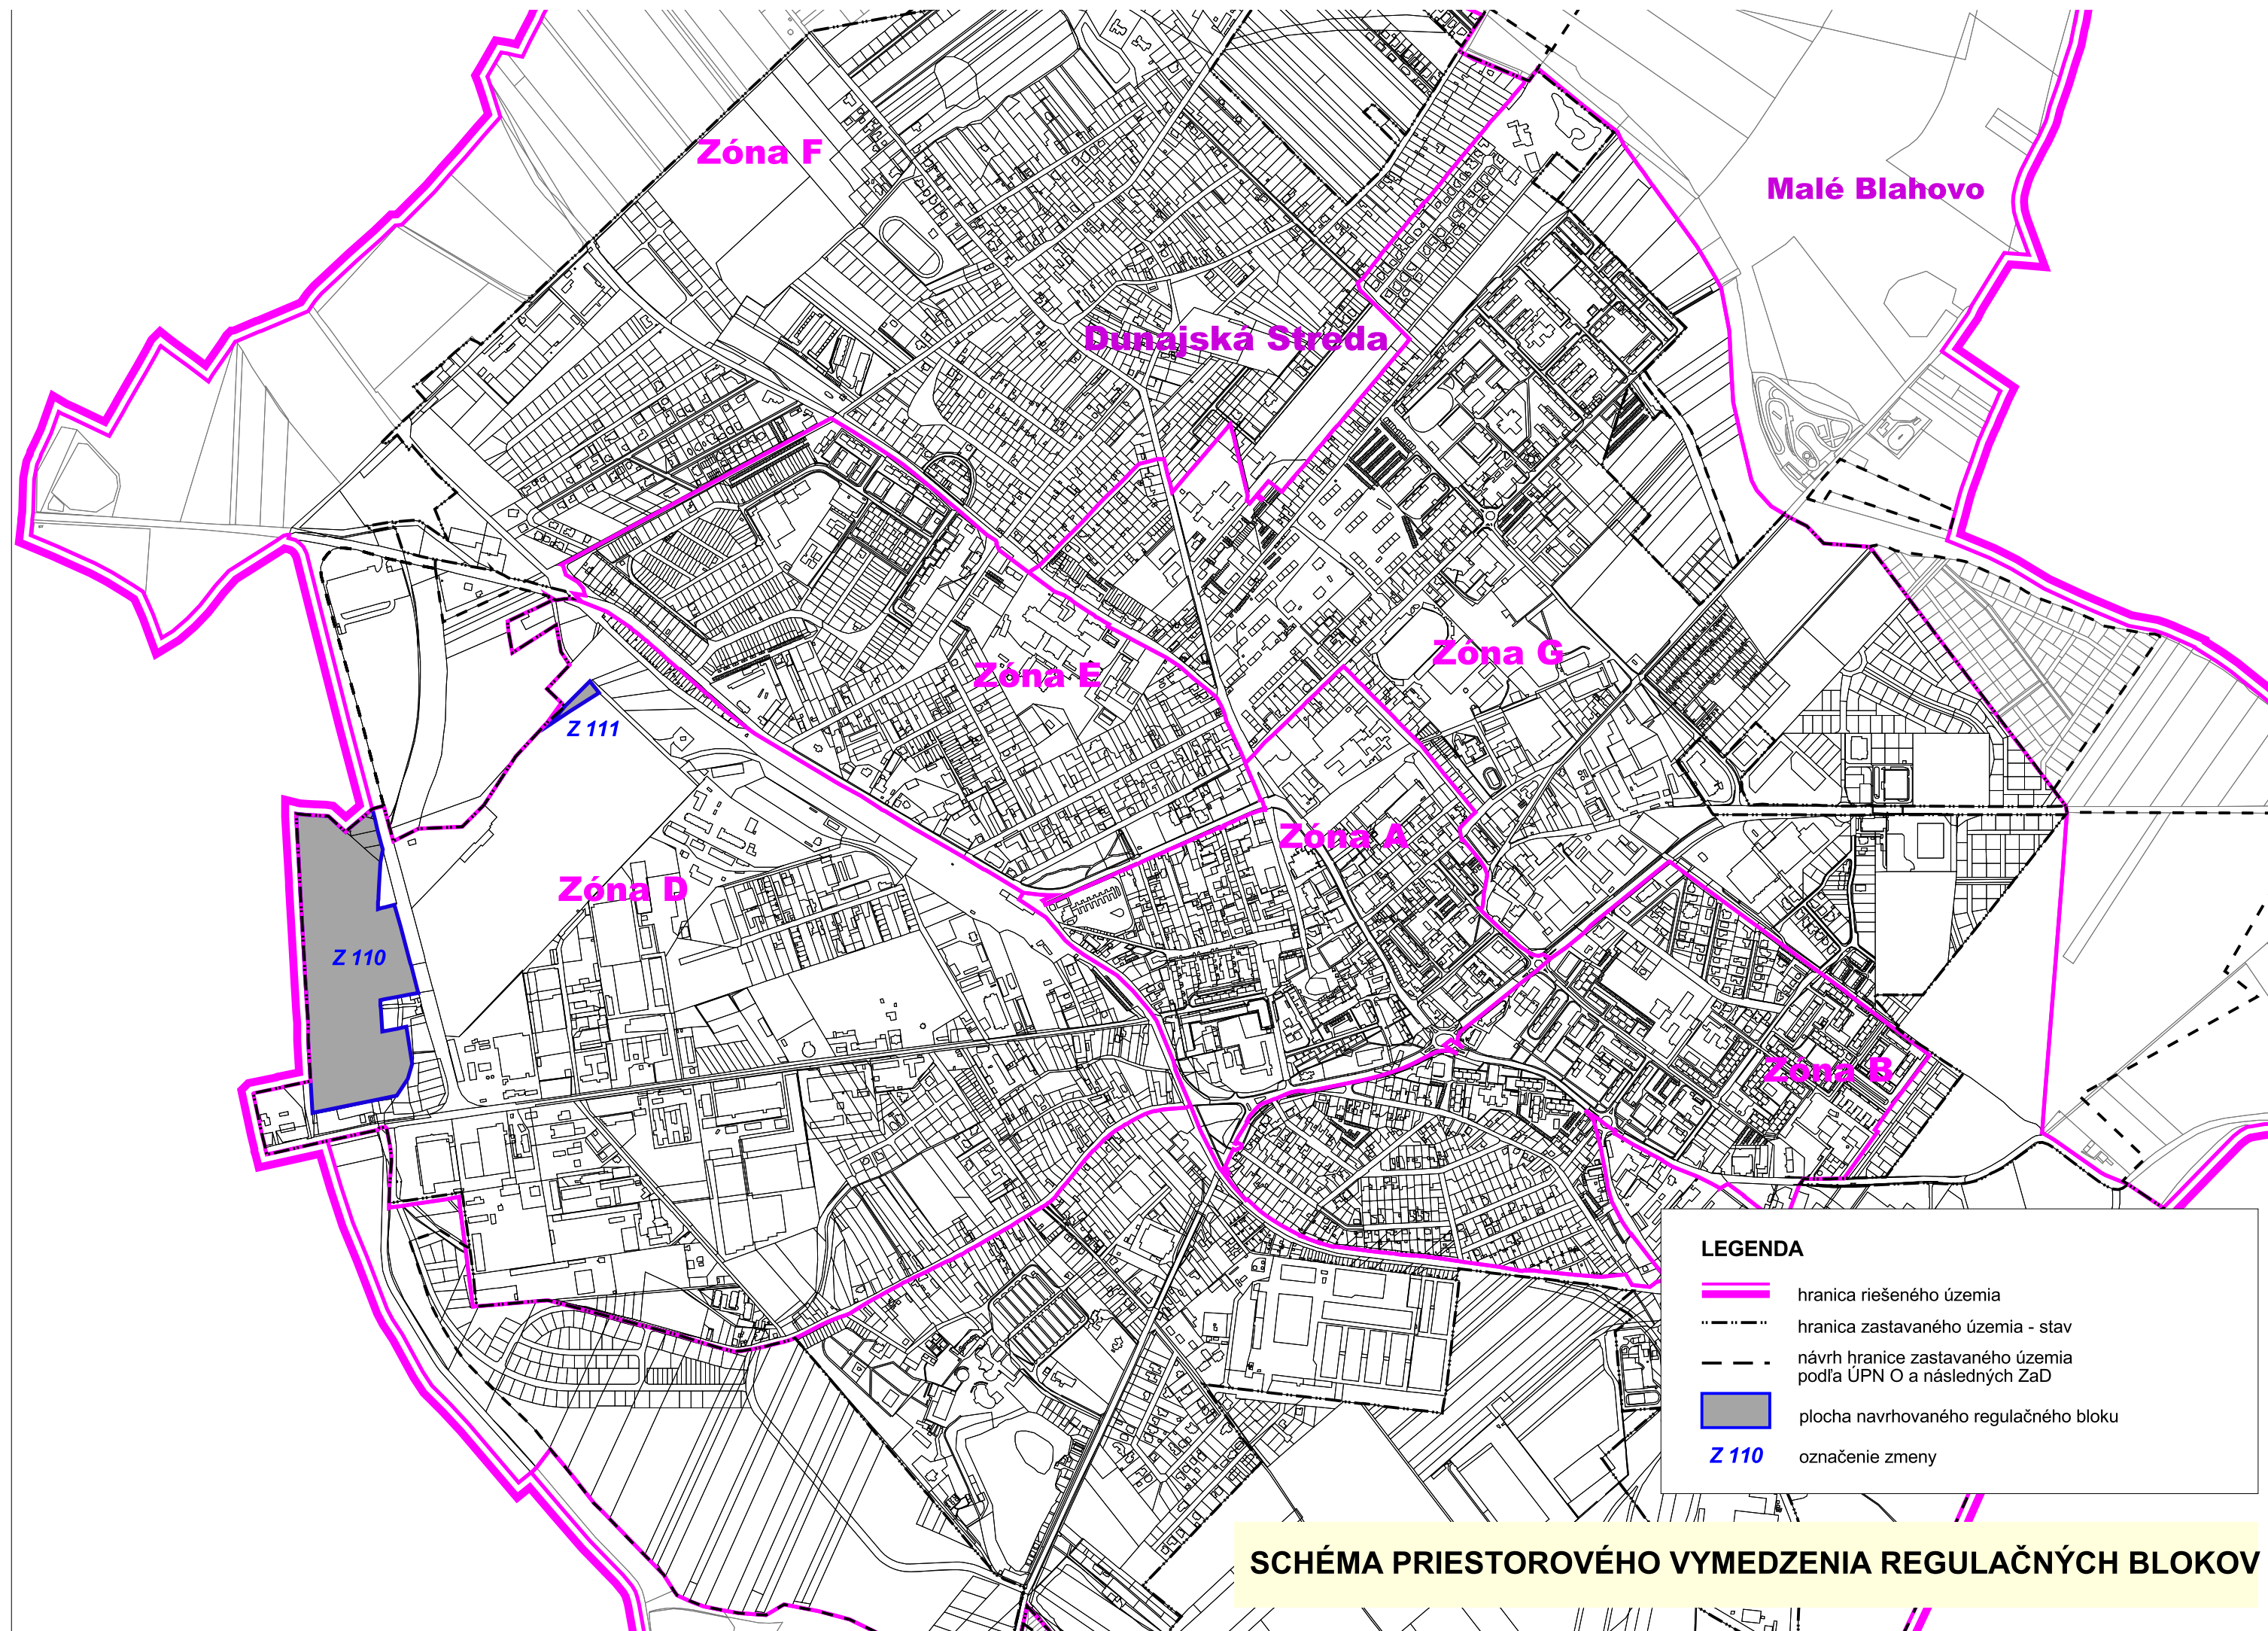 Zóna F
Malé Blahovo
Dunajská Streda
Zóna G
Zóna E
Z 111
Zóna A
Zóna D
Z 110
Zóna B
LEGENDA
hranica riešeného územia
hranica zastavaného územia - stav
návrh hranice zastavaného územia
podľa ÚPN O a následných ZaD
plocha navrhovaného regulačného bloku
Z 110 označenie zmeny
SCHÉMA PRIESTOROVÉHO VYMEDZENIA REGULAČNÝCH BLOKOV